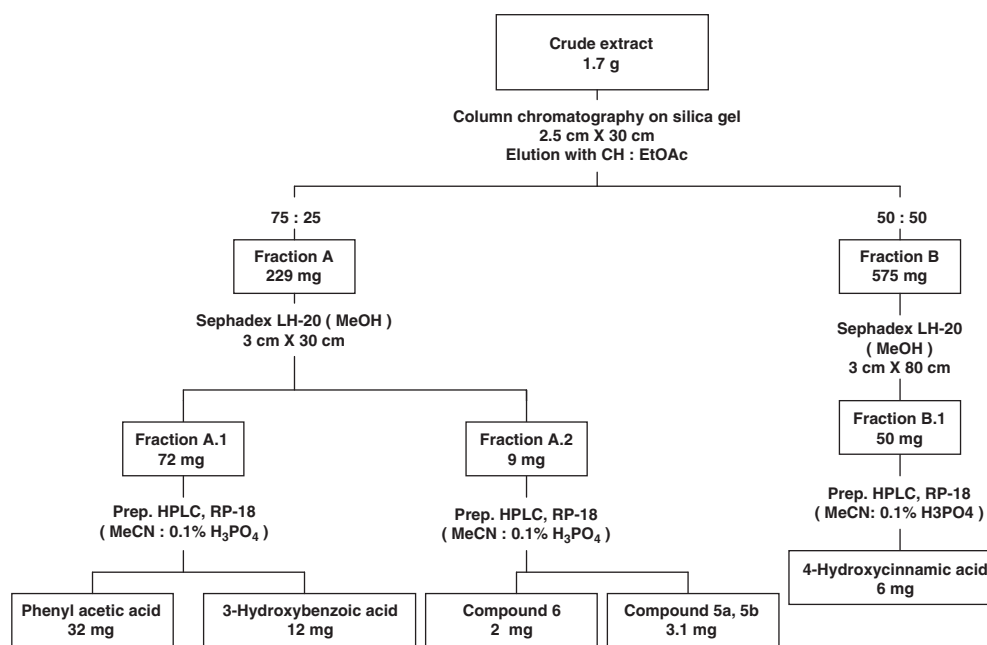 Crude extract
1.7 g
Column chromatography on silica gel
2.5 cm X 30 cm
Elution with CH : EtOAc
75 : 25
50 : 50
Fraction A
229 mg
Fraction B
575 mg
Sephadex LH-20 ( MeOH )
3 cm X 30 cm
Sephadex LH-20
( MeOH )
3 cm X 80 cm
Fraction A.1
72 mg
Fraction A.2
9 mg
Fraction B.1
50 mg
Prep. HPLC, RP-18
( MeCN : 0.1% H₃PO₄ )
Prep. HPLC, RP-18
( MeCN : 0.1% H₃PO₄ )
Prep. HPLC, RP-18
( MeCN: 0.1% H3PO4 )
Phenyl acetic acid
32 mg
3-Hydroxybenzoic acid
12 mg
Compound 6
2 mg
Compound 5a, 5b
3.1 mg
4-Hydroxycinnamic acid
6 mg